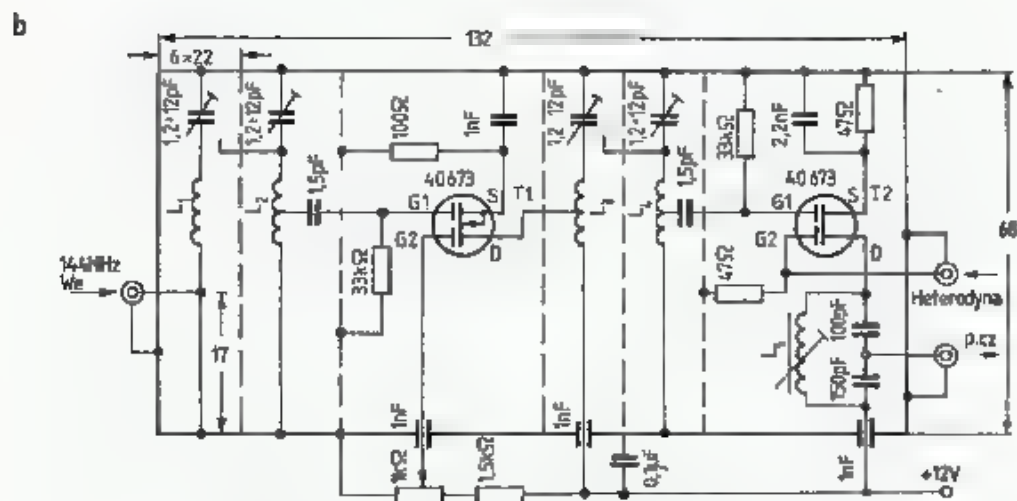 b
132
6×22
1,2÷12pF
1,2÷12pF
100Ω
1nF
1,2÷12pF
1,2÷12pF
33kΩ
2,2nF
47Ω
1,5pF
40673
S
T1
G1
G2
D
L1
L2
L3
L4
1,5pF
40673
S
T2
G1
G2
D
68
33kΩ
47Ω
144MHz
We
17
Heterodyna
100pF
p.cz
150pF
1nF
1nF
1kΩ
1,5kΩ
0,1μF
1nF
+12V